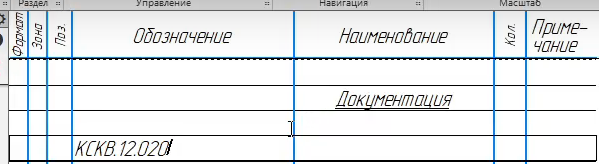 Раздел Управление Навигация Масштаб
Формат Зона Поз. Обозначение Наименование Кол. Приме-
чание
Документация
КСКВ.12.020